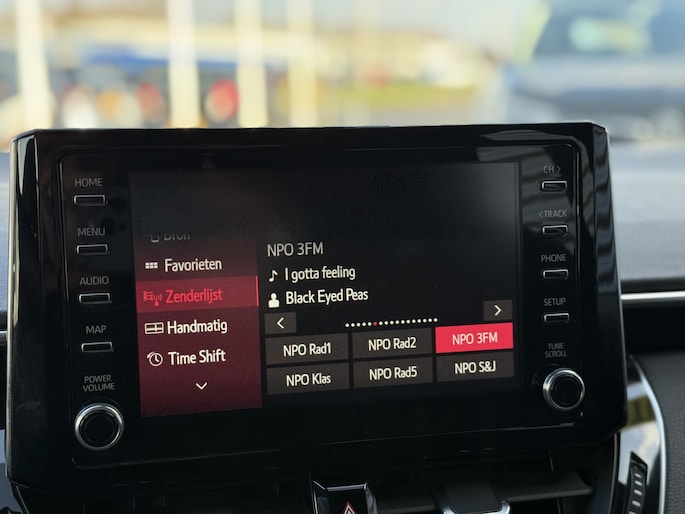 HOME
MENU
AUDIO
MAP
POWER
VOLUME
Bron
Favorieten
Zenderlijst
Handmatig
Time Shift
NPO 3FM
I gotta feeling
Black Eyed Peas
< >
NPO Rad1 NPO Rad2 NPO 3FM
NPO Klas NPO Rad5 NPO S&J
CH >
< TRACK
PHONE
SETUP
TUNE
SCROLL